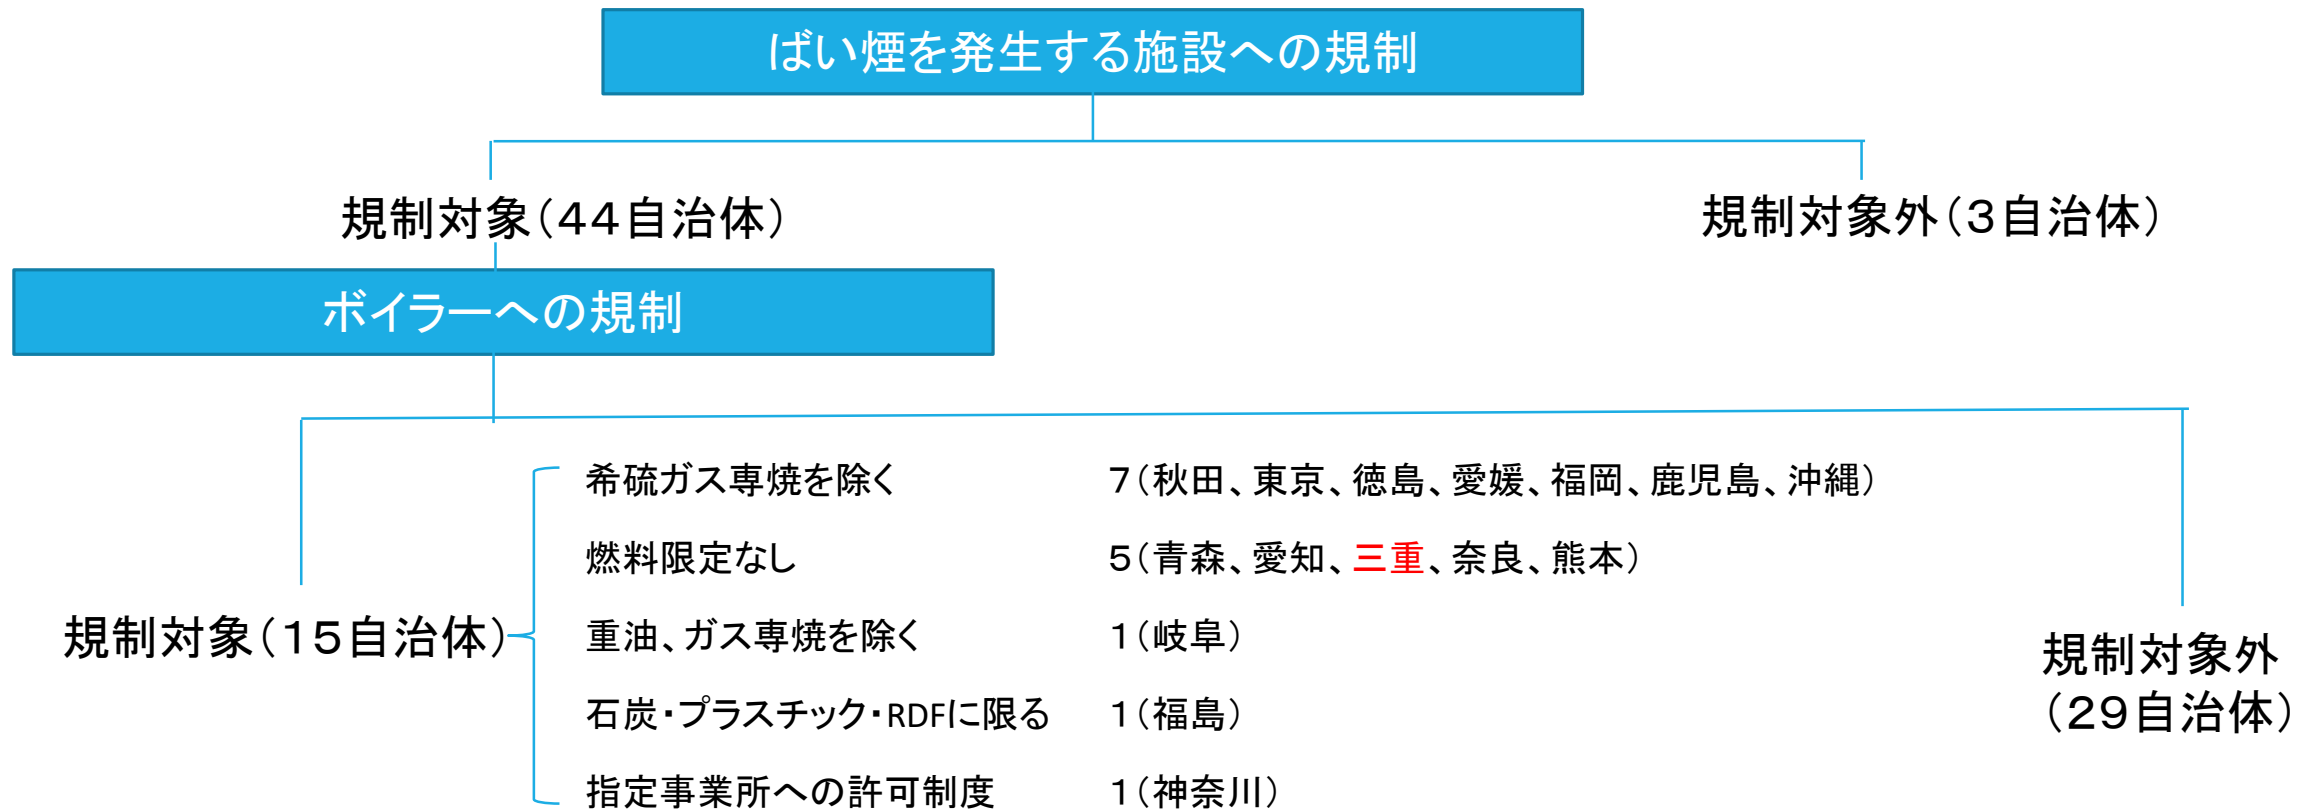 ばい煙を発生する施設への規制
規制対象（４４自治体）
規制対象外（３自治体）
ボイラーへの規制
希硫ガス専焼を除く　７（秋田、東京、徳島、愛媛、福岡、鹿児島、沖縄）
燃料限定なし　５（青森、愛知、三重、奈良、熊本）
規制対象（１５自治体）
重油、ガス専焼を除く　１（岐阜）
石炭・プラスチック・RDFに限る　１（福島）
指定事業所への許可制度　１（神奈川）
規制対象外
（２９自治体）